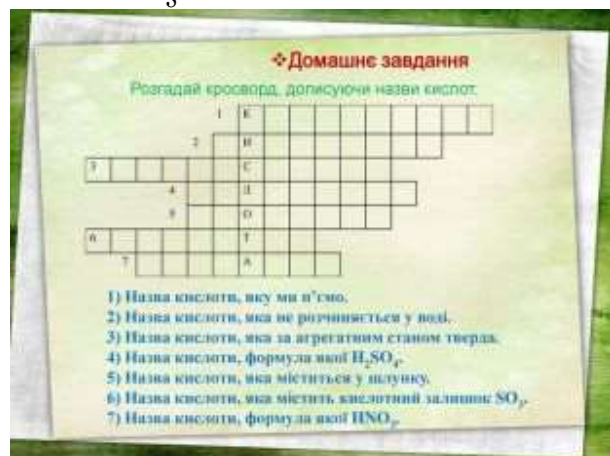 ❖Домашнє завдання
Розгадай кросворд, дописуючи назви кислот.
1 К
2 И
3 С
4 Л
5 О
6 Т
7 А
1) Назва кислоти, яку ми п'ємо.
2) Назва кислоти, яка не розчиняється у воді.
3) Назва кислоти, яка за агрегатним станом тверда.
4) Назва кислоти, формула якої H₂SO₄.
5) Назва кислоти, яка міститься у шлунку.
6) Назва кислоти, яка містить кислотний залишок SO₃.
7) Назва кислоти, формула якої HNO₃.